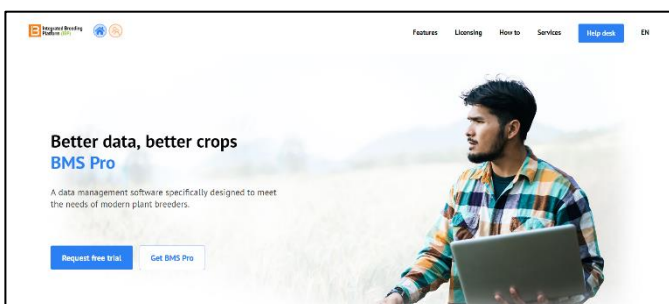 Integrated Breeding
Platform (IBP)
Features Licensing How to Services Help desk EN
Better data, better crops
BMS Pro
A data management software specifically designed to meet
the needs of modern plant breeders.
Request free trial Get BMS Pro